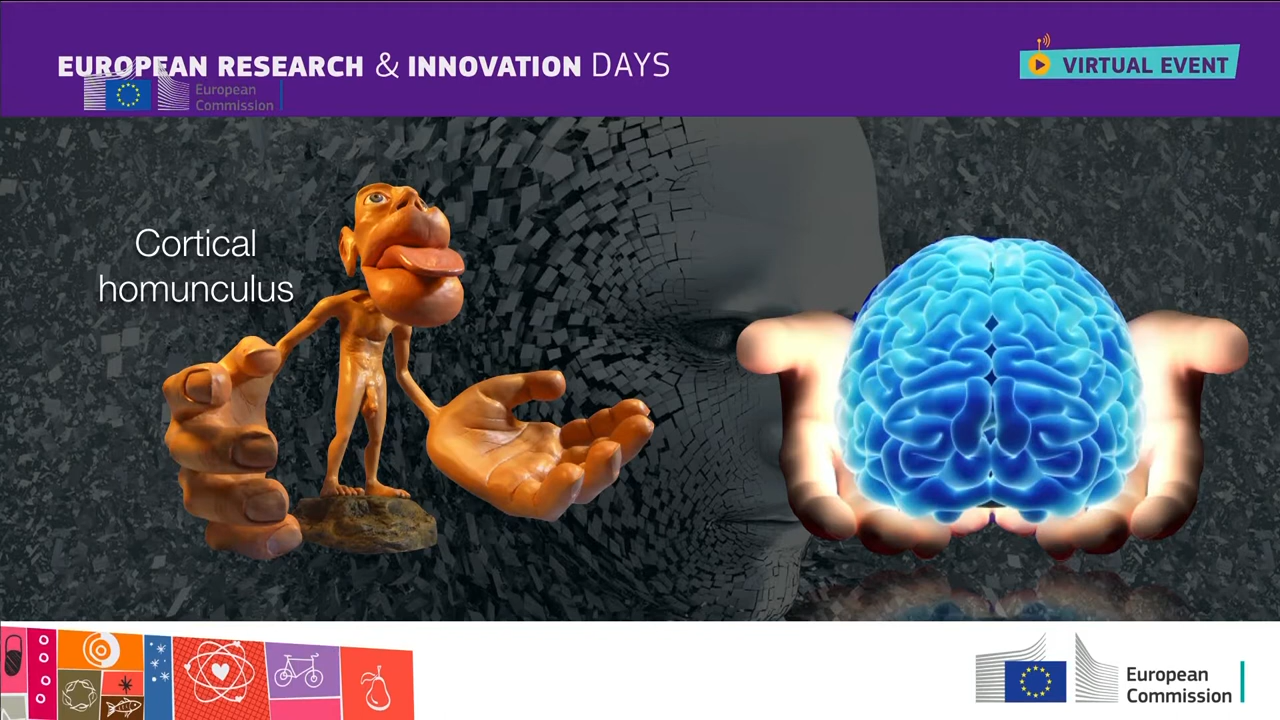 EUROPEAN RESEARCH & INNOVATION DAYS
VIRTUAL EVENT
European
Commission
Cortical
homunculus
European
Commission